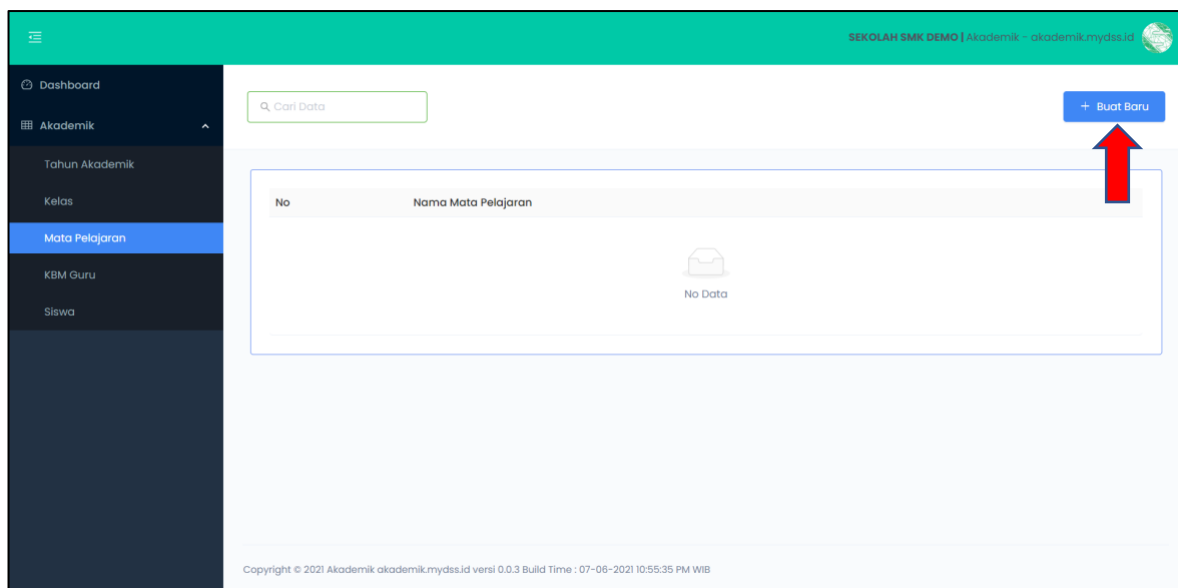 SEKOLAH SMK DEMO | Akademik - akademik.mydss.id
Dashboard
Akademik
Tahun Akademik
Kelas
Mata Pelajaran
KBM Guru
Siswa
Cari Data
+ Buat Baru
No Nama Mata Pelajaran
No Data
Copyright © 2021 Akademik akademik.mydss.id versi 0.0.3 Build Time : 07-06-2021 10:55:35 PM WIB